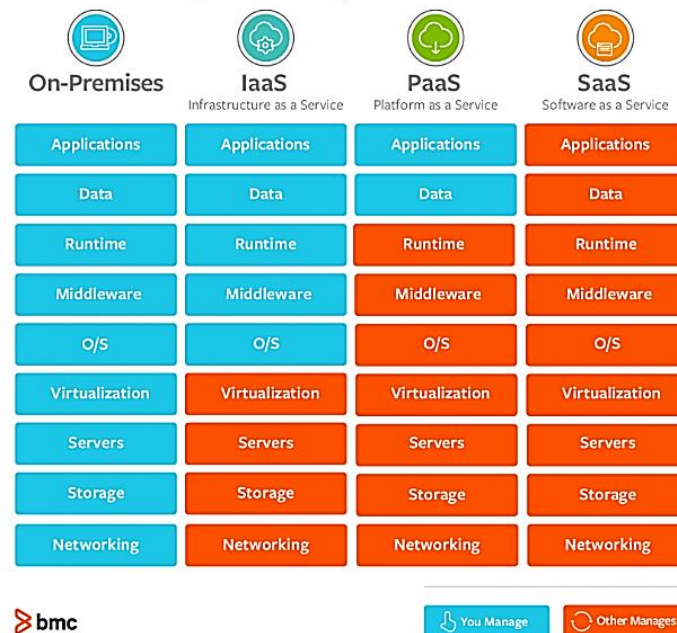 On-Premises IaaS PaaS SaaS
Infrastructure as a Service Platform as a Service Software as a Service
Applications Applications Applications Applications
Data Data Data Data
Runtime Runtime Runtime Runtime
Middleware Middleware Middleware Middleware
O/S O/S O/S O/S
Virtualization Virtualization Virtualization Virtualization
Servers Servers Servers Servers
Storage Storage Storage Storage
Networking Networking Networking Networking
bmc You Manage Other Manages